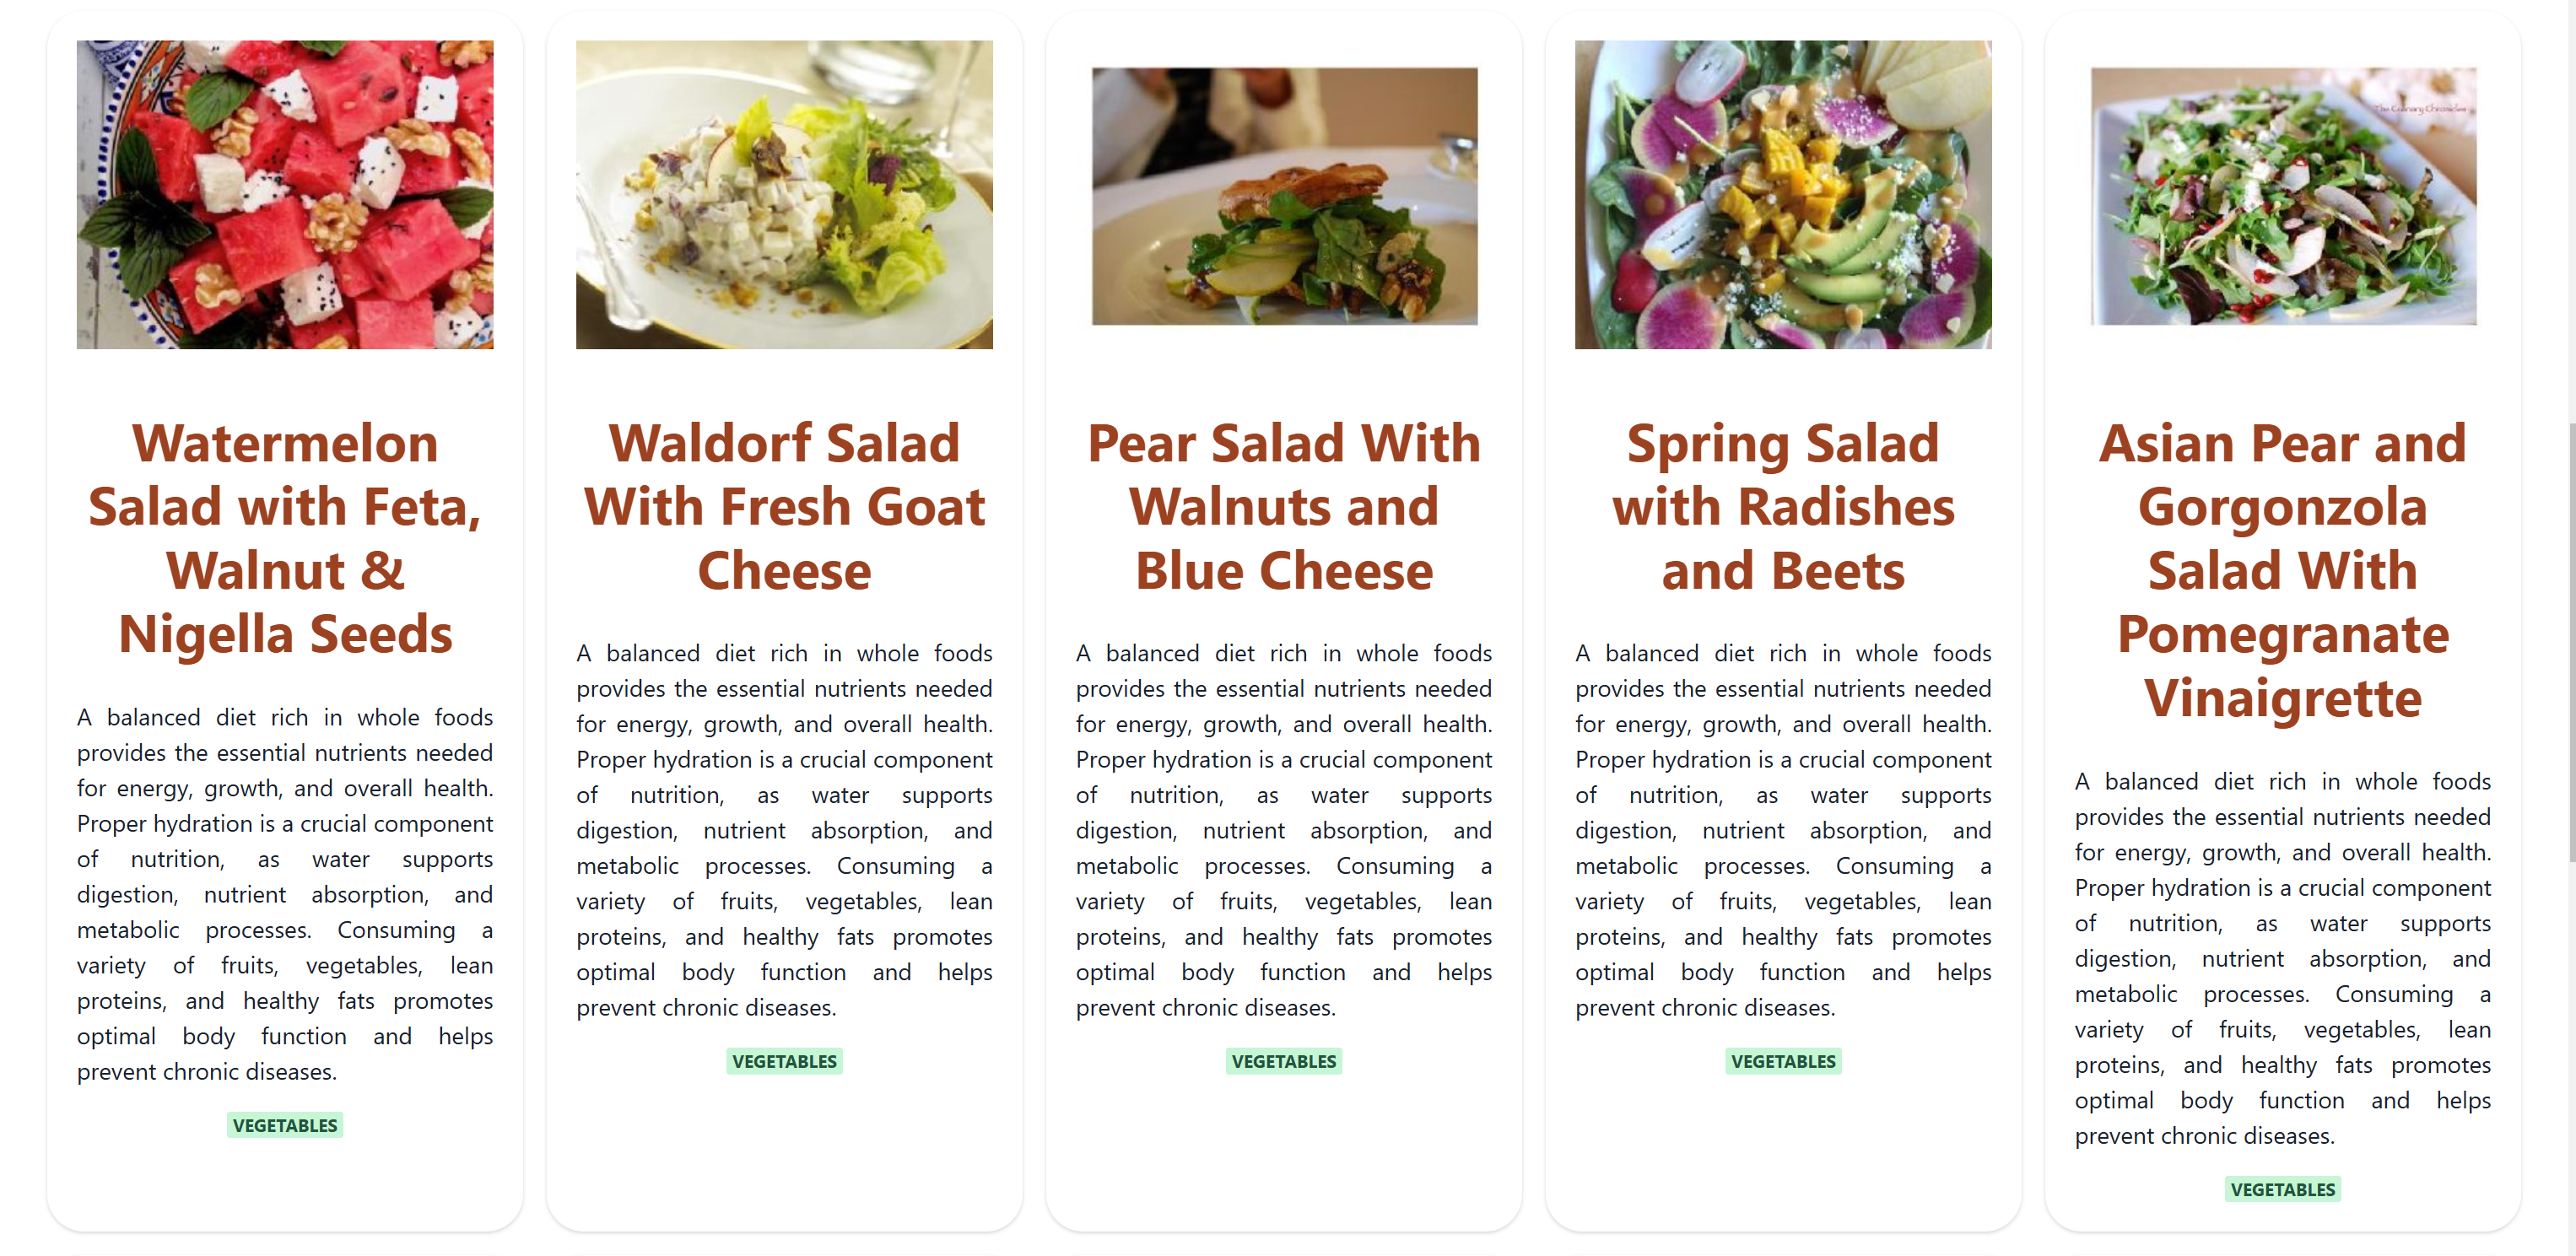 The Culinary Chronicles
Watermelon
Salad with Feta,
Walnut &
Nigella Seeds
A balanced diet rich in whole foods
provides the essential nutrients needed
for energy, growth, and overall health.
Proper hydration is a crucial component
of nutrition, as water supports
digestion, nutrient absorption, and
metabolic processes. Consuming a
variety of fruits, vegetables, lean
proteins, and healthy fats promotes
optimal body function and helps
prevent chronic diseases.
VEGETABLES
Waldorf Salad
With Fresh Goat
Cheese
A balanced diet rich in whole foods
provides the essential nutrients needed
for energy, growth, and overall health.
Proper hydration is a crucial component
of nutrition, as water supports
digestion, nutrient absorption, and
metabolic processes. Consuming a
variety of fruits, vegetables, lean
proteins, and healthy fats promotes
optimal body function and helps
prevent chronic diseases.
VEGETABLES
Pear Salad With
Walnuts and
Blue Cheese
A balanced diet rich in whole foods
provides the essential nutrients needed
for energy, growth, and overall health.
Proper hydration is a crucial component
of nutrition, as water supports
digestion, nutrient absorption, and
metabolic processes. Consuming a
variety of fruits, vegetables, lean
proteins, and healthy fats promotes
optimal body function and helps
prevent chronic diseases.
VEGETABLES
Spring Salad
with Radishes
and Beets
A balanced diet rich in whole foods
provides the essential nutrients needed
for energy, growth, and overall health.
Proper hydration is a crucial component
of nutrition, as water supports
digestion, nutrient absorption, and
metabolic processes. Consuming a
variety of fruits, vegetables, lean
proteins, and healthy fats promotes
optimal body function and helps
prevent chronic diseases.
VEGETABLES
Asian Pear and
Gorgonzola
Salad With
Pomegranate
Vinaigrette
A balanced diet rich in whole foods
provides the essential nutrients needed
for energy, growth, and overall health.
Proper hydration is a crucial component
of nutrition, as water supports
digestion, nutrient absorption, and
metabolic processes. Consuming a
variety of fruits, vegetables, lean
proteins, and healthy fats promotes
optimal body function and helps
prevent chronic diseases.
VEGETABLES